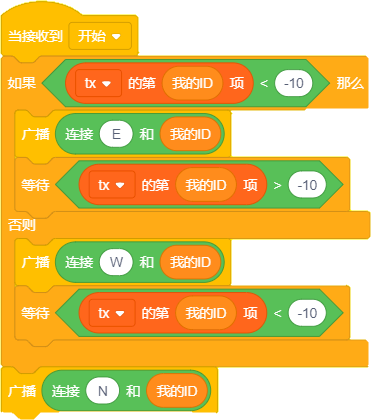 当接收到 开始
如果 tx 的第 我的ID 项 < -10 那么
广播 连接 E 和 我的ID
等待 tx 的第 我的ID 项 > -10
否则
广播 连接 W 和 我的ID
等待 tx 的第 我的ID 项 < -10
广播 连接 N 和 我的ID